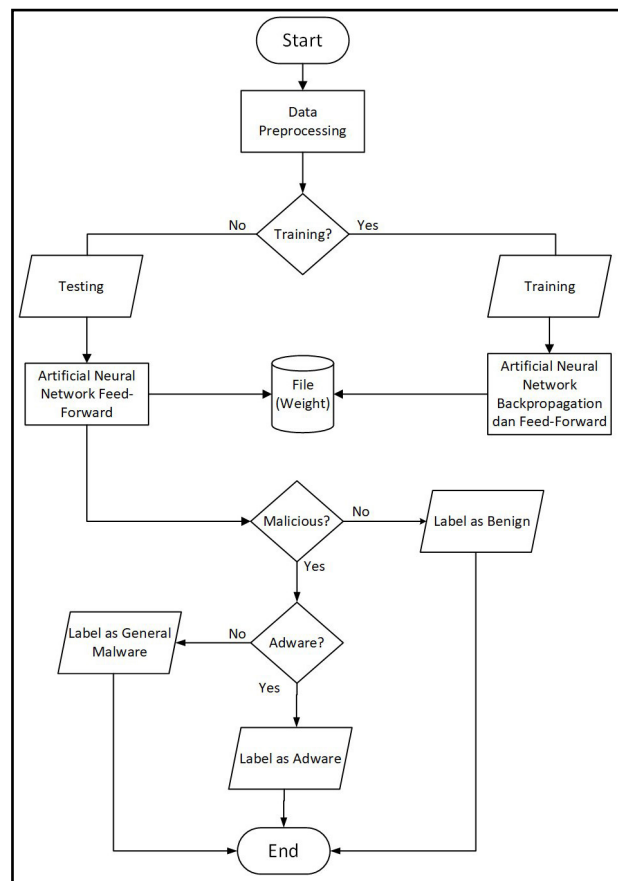 Start
Data
Preprocessing
No
Training?
Yes
Testing
Training
Artificial Neural
Network Feed-
Forward
File
(Weight)
Artificial Neural
Network
Backpropagation
dan Feed-Forward
Malicious?
No
Label as Benign
Yes
Label as General
Malware
No
Adware?
Yes
Label as Adware
End